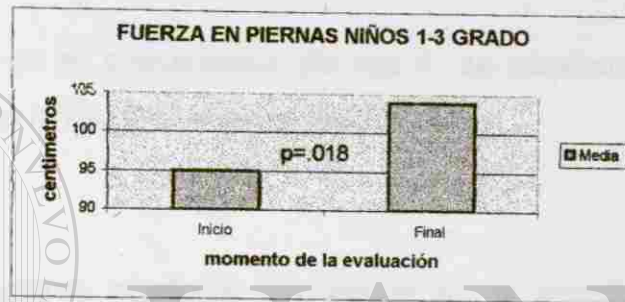 FUERZA EN PIERNAS NIÑOS 1-3 GRADO
centimetros
105
100
95
90
p=.018
Media
Inicio
Final
momento de la evaluación